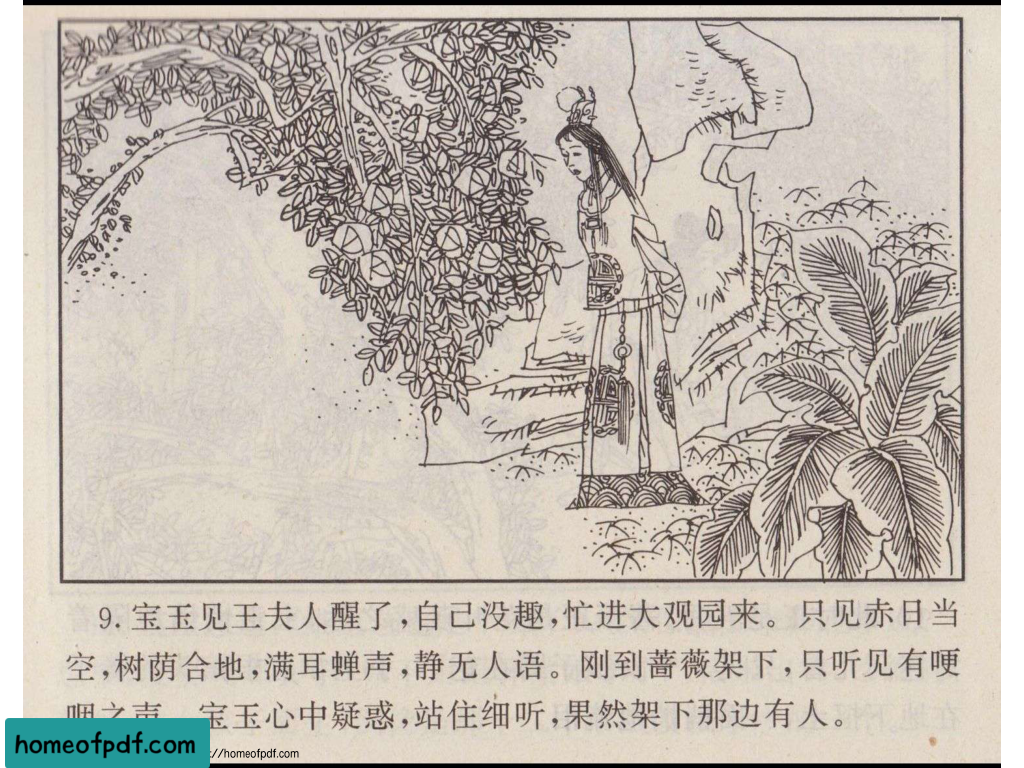 9. 宝玉见王夫人醒了,自己没趣,忙进大观园来。只见赤日当
空,树荫合地,满耳蝉声,静无人语。刚到蔷薇架下,只听见有哽
咽之声。宝玉心中疑惑,站住细听,果然架下那边有人。
homeofpdf.com
://homeofpdf.com